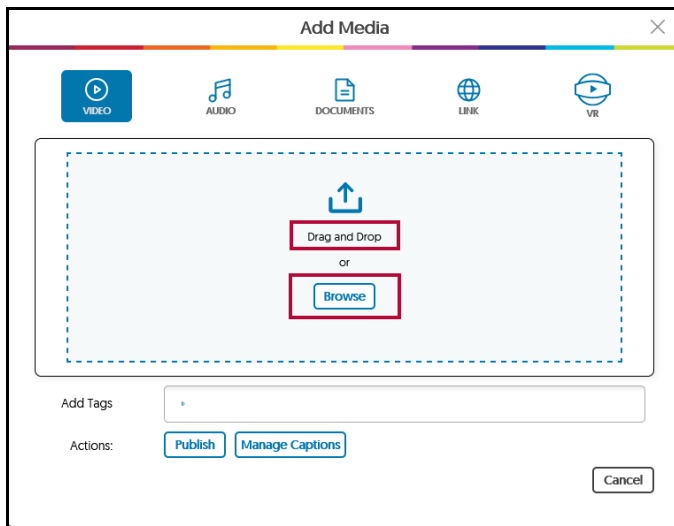 Add Media
VIDEO AUDIO DOCUMENTS LINK VR
Drag and Drop
or
Browse
Add Tags
Actions: Publish Manage Captions
Cancel